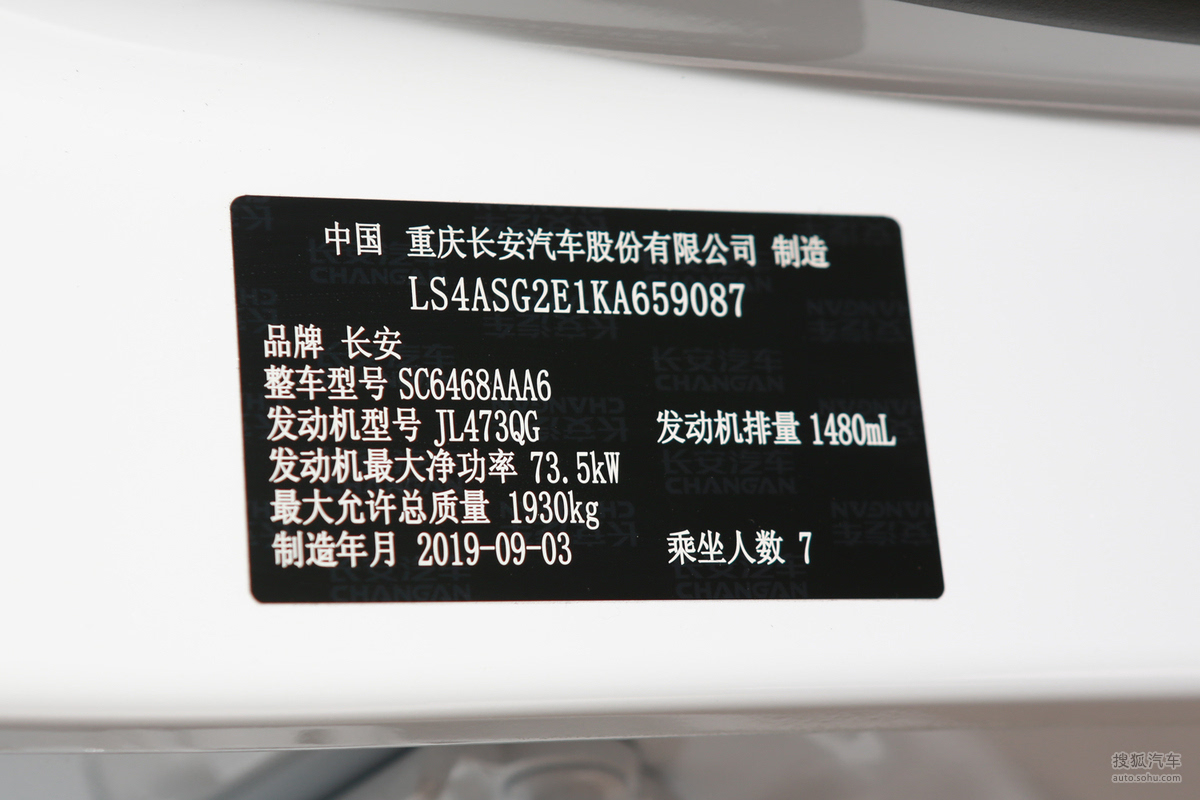 中国 重庆长安汽车股份有限公司 制造
LS4ASG2E1KA659087
品牌 长安
整车型号 SC6468AAA6
发动机型号 JL473QG 发动机排量 1480mL
发动机最大净功率 73.5kW
最大允许总质量 1930kg
制造年月 2019-09-03 乘坐人数 7
搜狐汽车
auto.sohu.com